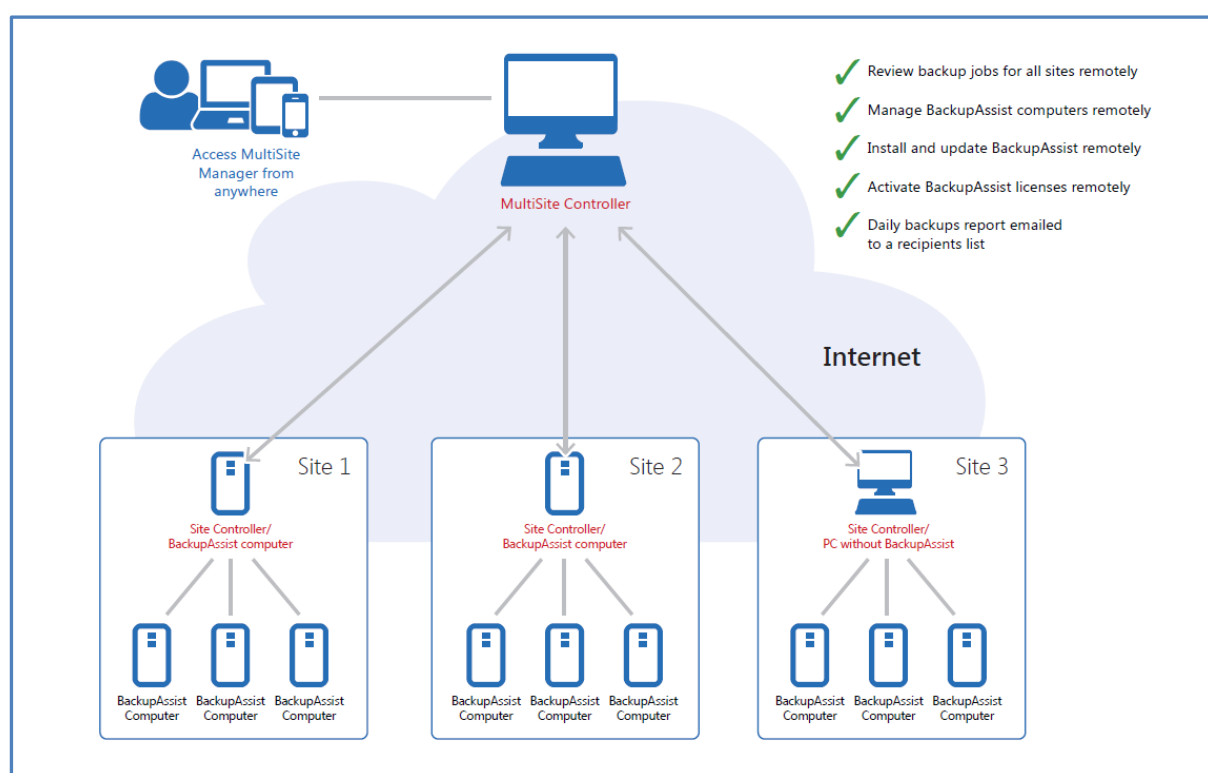 Access MultiSite
Manager from
anywhere
MultiSite Controller
Review backup jobs for all sites remotely
Manage BackupAssist computers remotely
Install and update BackupAssist remotely
Activate BackupAssist licenses remotely
Daily backups report emailed
to a recipients list
Internet
Site 1
Site Controller/
BackupAssist computer
BackupAssist
Computer
BackupAssist
Computer
BackupAssist
Computer
Site 2
Site Controller/
BackupAssist computer
BackupAssist
Computer
BackupAssist
Computer
BackupAssist
Computer
Site 3
Site Controller/
PC without BackupAssist
BackupAssist
Computer
BackupAssist
Computer
BackupAssist
Computer